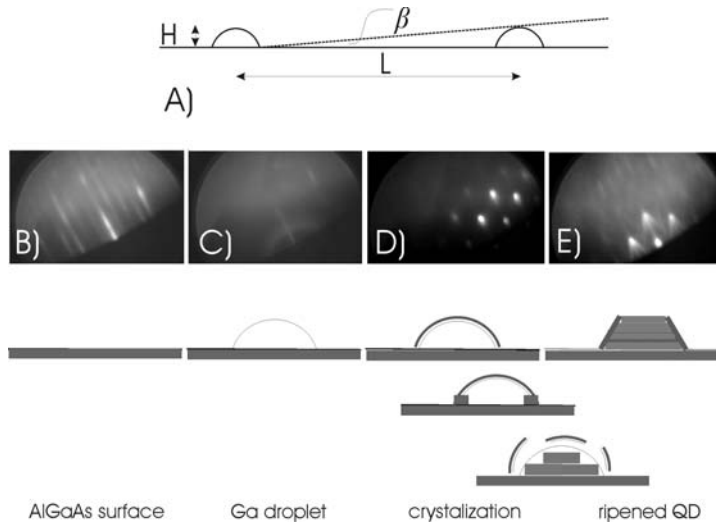 H
β
L
A)
B)
C)
D)
E)
AlGaAs surface
Ga droplet
crystalization
ripened QD